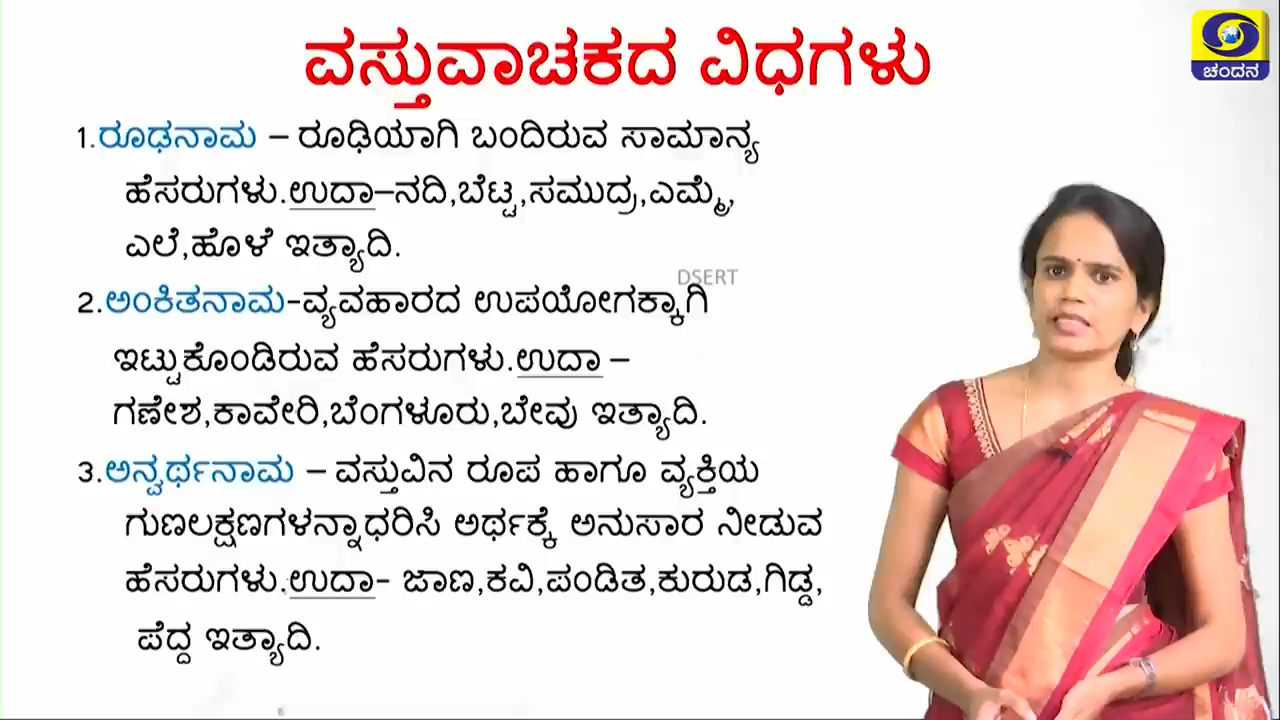 ವಸ್ತುವಾಚಕದ ವಿಧಗಳು
ಚಂದನ
1.ರೂಢನಾಮ – ರೂಢಿಯಾಗಿ ಬಂದಿರುವ ಸಾಮಾನ್ಯ
ಹೆಸರುಗಳು.ಉದಾ–ನದಿ,ಬೆಟ್ಟ,ಸಮುದ್ರ,ಎಮ್ಮೆ,
ಎಲೆ,ಹೊಳೆ ಇತ್ಯಾದಿ.
DSERT
2.ಅಂಕಿತನಾಮ-ವ್ಯವಹಾರದ ಉಪಯೋಗಕ್ಕಾಗಿ
ಇಟ್ಟುಕೊಂಡಿರುವ ಹೆಸರುಗಳು.ಉದಾ –
ಗಣೇಶ,ಕಾವೇರಿ,ಬೆಂಗಳೂರು,ಬೇವು ಇತ್ಯಾದಿ.
3.ಅನ್ವರ್ಥನಾಮ – ವಸ್ತುವಿನ ರೂಪ ಹಾಗೂ ವ್ಯಕ್ತಿಯ
ಗುಣಲಕ್ಷಣಗಳನ್ನಾಧರಿಸಿ ಅರ್ಥಕ್ಕೆ ಅನುಸಾರ ನೀಡುವ
ಹೆಸರುಗಳು.ಉದಾ- ಜಾಣ,ಕವಿ,ಪಂಡಿತ,ಕುರುಡ,ಗಿಡ್ಡ,
ಪೆದ್ದ ಇತ್ಯಾದಿ.